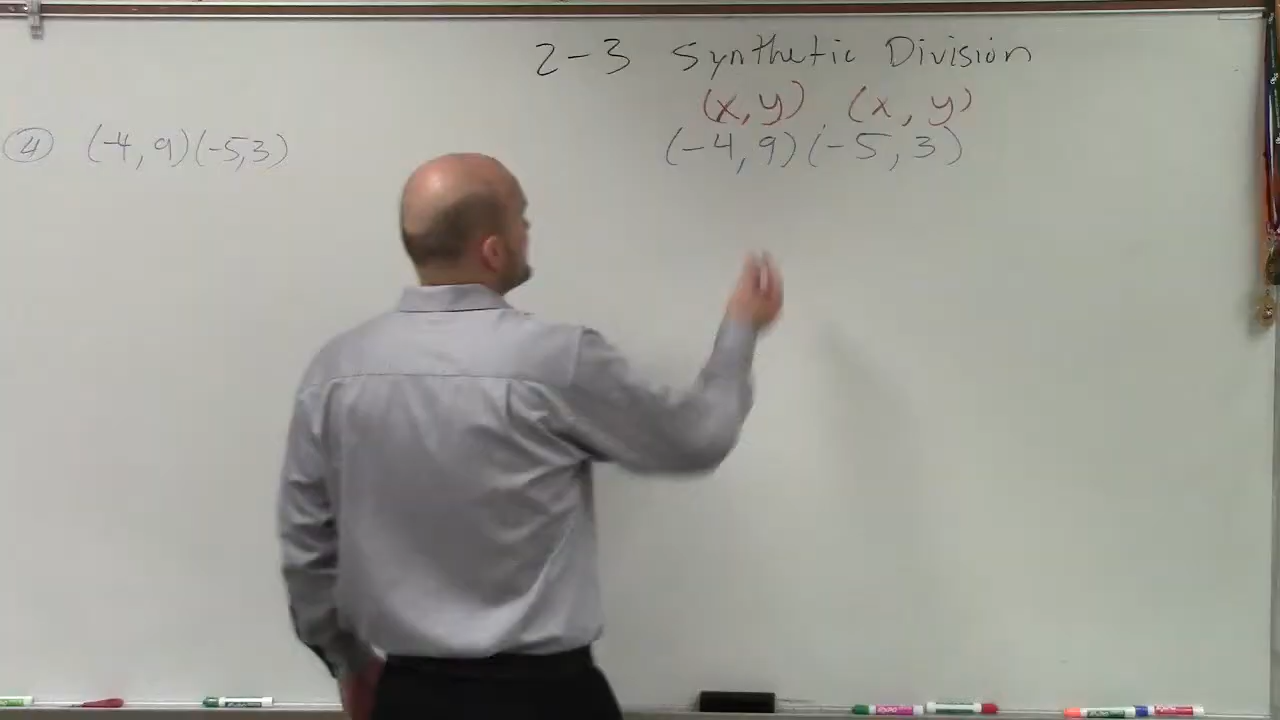 2-3 Synthetic Division
(x, y), (x, y)
④ (-4, 9)(-5,3)
(-4, 9)(-5, 3)